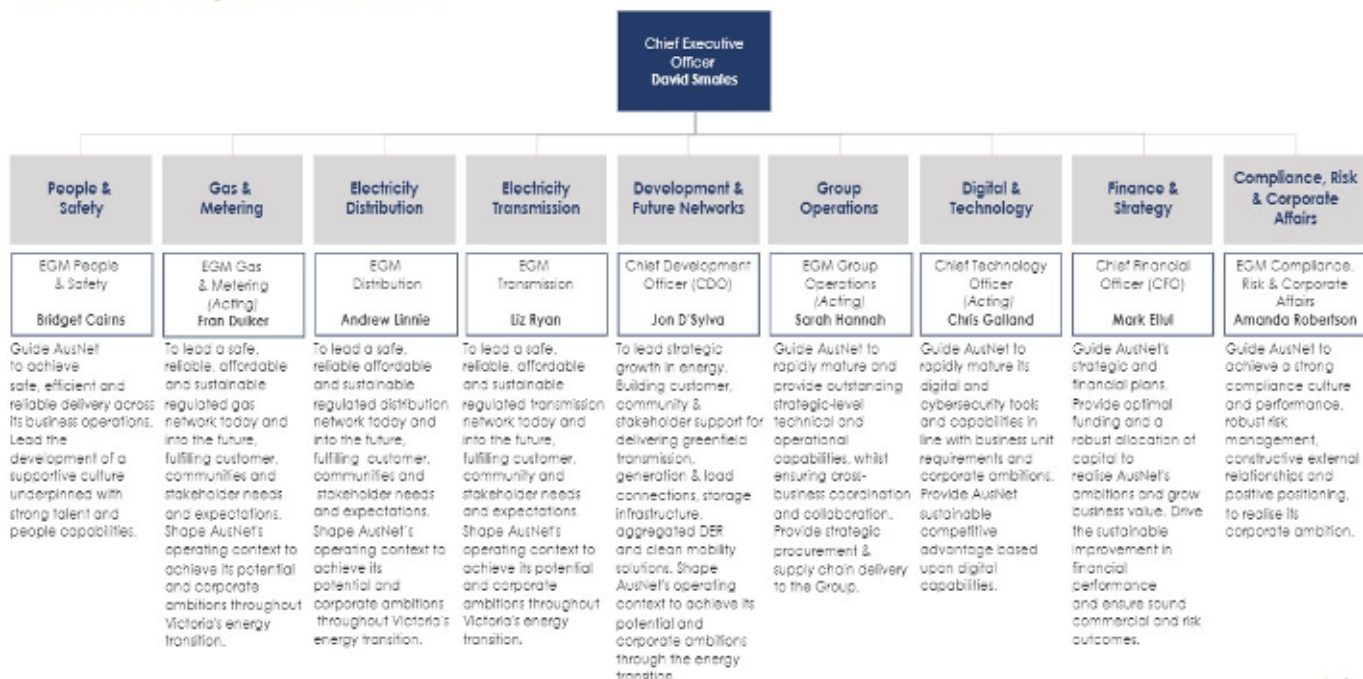 Chief Executive
Officer
David Smales
People &
Safety
EGM People
& Safety
Bridget Cairns
Guide AusNet
to achieve
safe, efficient and
reliable delivery across
its business operations.
Lead the
development of a
supportive culture
underpinned with
strong talent and
people capabilities.
Gas &
Metering
EGM Gas
& Metering
(Acting)
Fran Dulker
To lead a safe,
reliable, affordable
and sustainable
regulated gas
network today and
into the future,
fulfilling customer,
communities and
stakeholder needs
and expectations.
Shape AusNet's
operating context to
achieve its potential
and corporate
ambitions throughout
Victoria's energy
transition.
Electricity
Distribution
EGM
Distribution
Andrew Linnie
To lead a safe,
reliable affordable
and sustainable
regulated distribution
network today and
into the future,
fulfilling customer,
communities and
stakeholder needs
and expectations.
Shape AusNet's
operating context to
achieve its
potential and
corporate ambitions
throughout Victoria's
energy transition.
Electricity
Transmission
EGM
Transmission
Liz Ryan
To lead a safe,
reliable, affordable
and sustainable
regulated transmission
network today and
into the future,
fulfilling customer,
community and
stakeholder needs
and expectations.
Shape AusNet's
operating context to
achieve its potential
and corporate
ambitions throughout
Victoria's energy
transition.
Development &
Future Networks
Chief Development
Officer (CDO)
Jon D'Sylva
To lead strategic
growth in energy.
Building customer,
community &
stakeholder support for
delivering greenfield
transmission,
generation & load
connections, storage
infrastructure,
aggregated DER
and clean mobility
solutions. Shape
AusNet's operating
context to achieve its
potential and
corporate ambitions
through the energy
transition.
Group
Operations
EGM Group
Operations
(Acting)
Sarah Hannah
Guide AusNet to
rapidly mature and
provide outstanding
strategic-level
technical and
operational
capabilities, whilst
ensuring cross-
business coordination
and collaboration.
Provide strategic
procurement &
supply chain delivery
to the Group.
Digital &
Technology
Chief Technology
Officer
(Acting)
Chris Galland
Guide AusNet to
rapidly mature its
digital and
cybersecurity tools
and capabilities in
line with business unit
requirements and
corporate ambitions.
Provide AusNet
sustainable
competitive
advantage based
upon digital
capabilities.
Finance &
Strategy
Chief Financial
Officer (CFO)
Mark Ellul
Guide AusNet's
strategic and
financial plans.
Provide optimal
funding and a
robust allocation of
capital to
realise AusNet's
ambitions and grow
business value. Drive
the sustainable
improvement in
financial
performance
and ensure sound
commercial and risk
outcomes.
Compliance, Risk
& Corporate
Affairs
EGM Compliance,
Risk & Corporate
Affairs
Amanda Robertson
Guide AusNet to
achieve a strong
compliance culture
and performance,
robust risk
management,
constructive external
relationships and
positive positioning,
to realise its
corporate ambition.